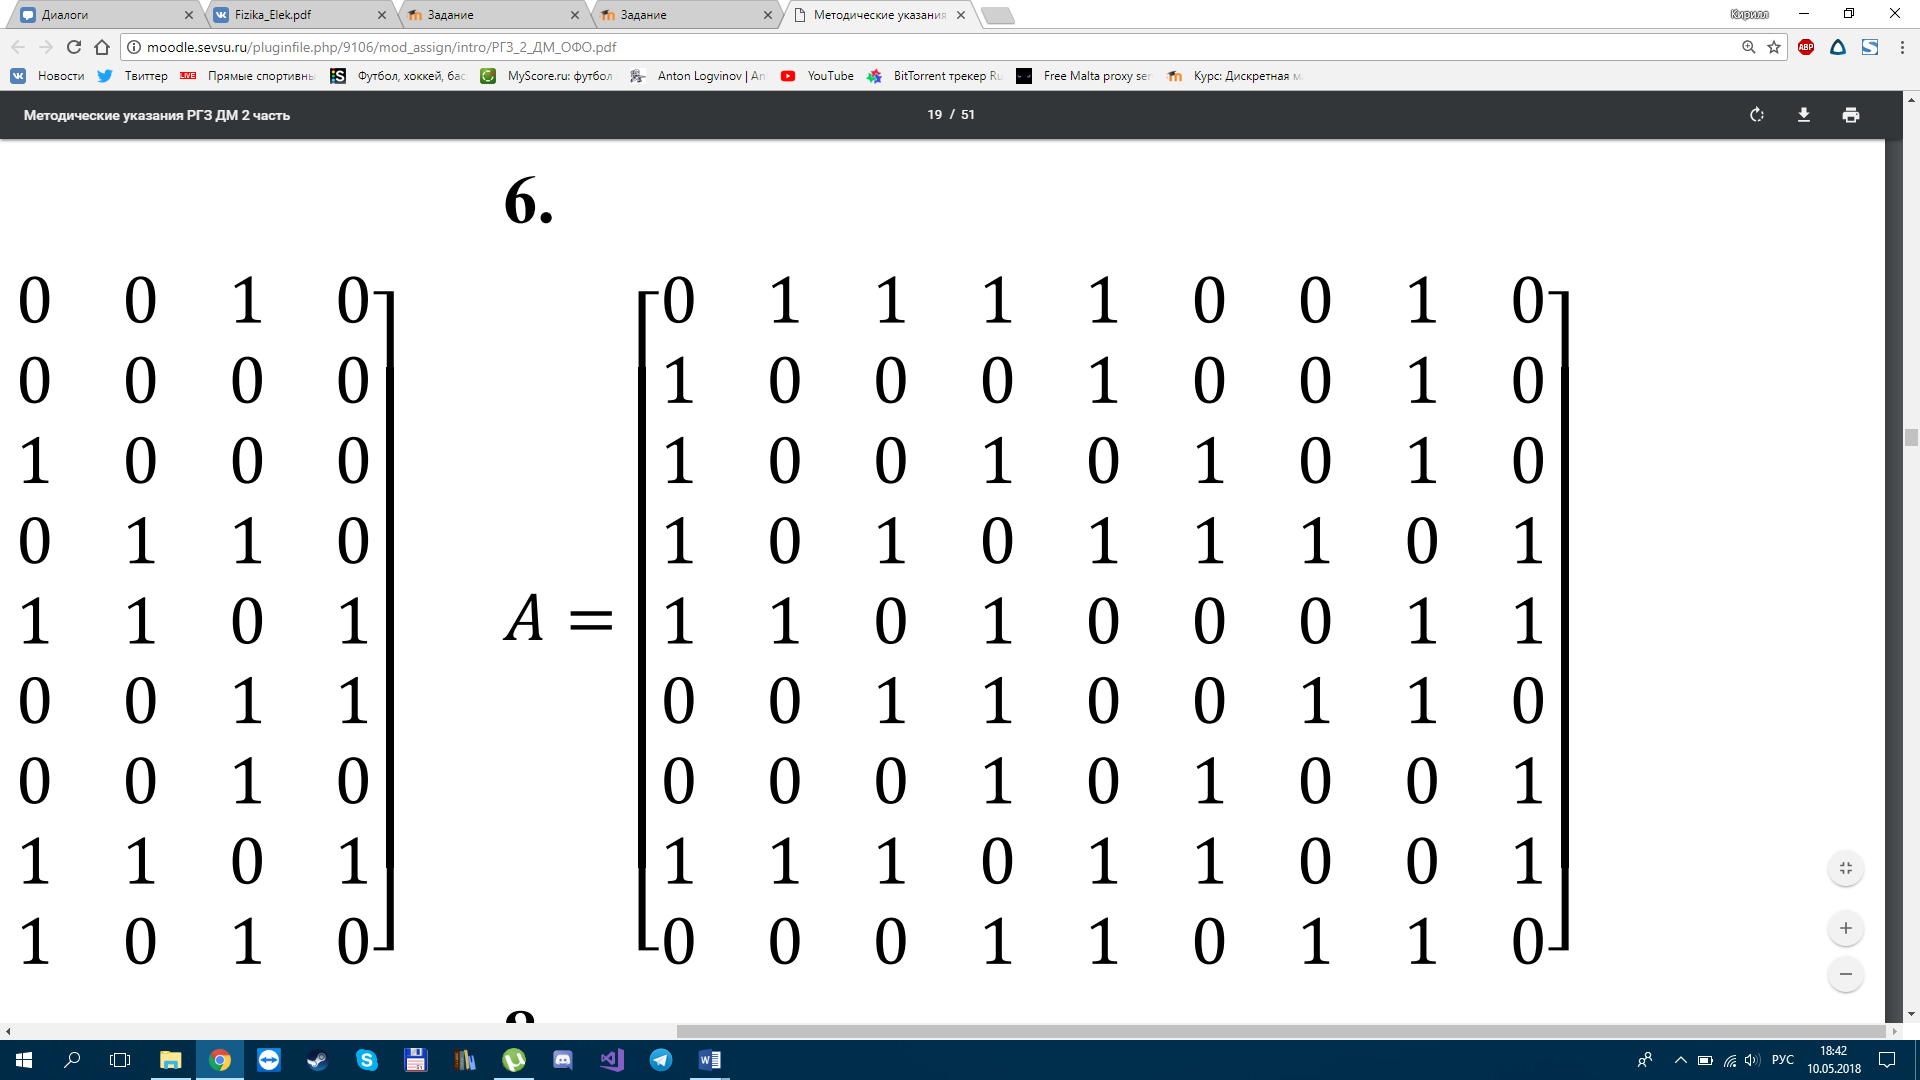 Диалоги
Fizika_Elek.pdf
Задание
Задание
Методические указания
Кирилл
moodle.sevsu.ru/pluginfile.php/9106/mod_assign/intro/РГЗ_2_ДМ_ОФО.pdf
Новости Твиттер Прямые спортивны Футбол, хоккей, бас MyScore.ru: футбол Anton Logvinov | An YouTube BitTorrent трекер Ru Free Malta proxy ser Курс: Дискретная м
Методические указания РГЗ ДМ 2 часть
19 / 51
6.
0 0 1 0
0 0 0 0
1 0 0 0
0 1 1 0
1 1 0 1
0 0 1 1
0 0 1 0
1 1 0 1
1 0 1 0
A =
0 1 1 1 1 0 0 1 0
1 0 0 0 1 0 0 1 0
1 0 0 1 0 1 0 1 0
1 0 1 0 1 1 1 0 1
1 1 0 1 0 0 0 1 1
0 0 1 1 0 0 1 1 0
0 0 0 1 0 1 0 0 1
1 1 1 0 1 1 0 0 1
0 0 0 1 1 0 1 1 0
РУС
18:42
10.05.2018